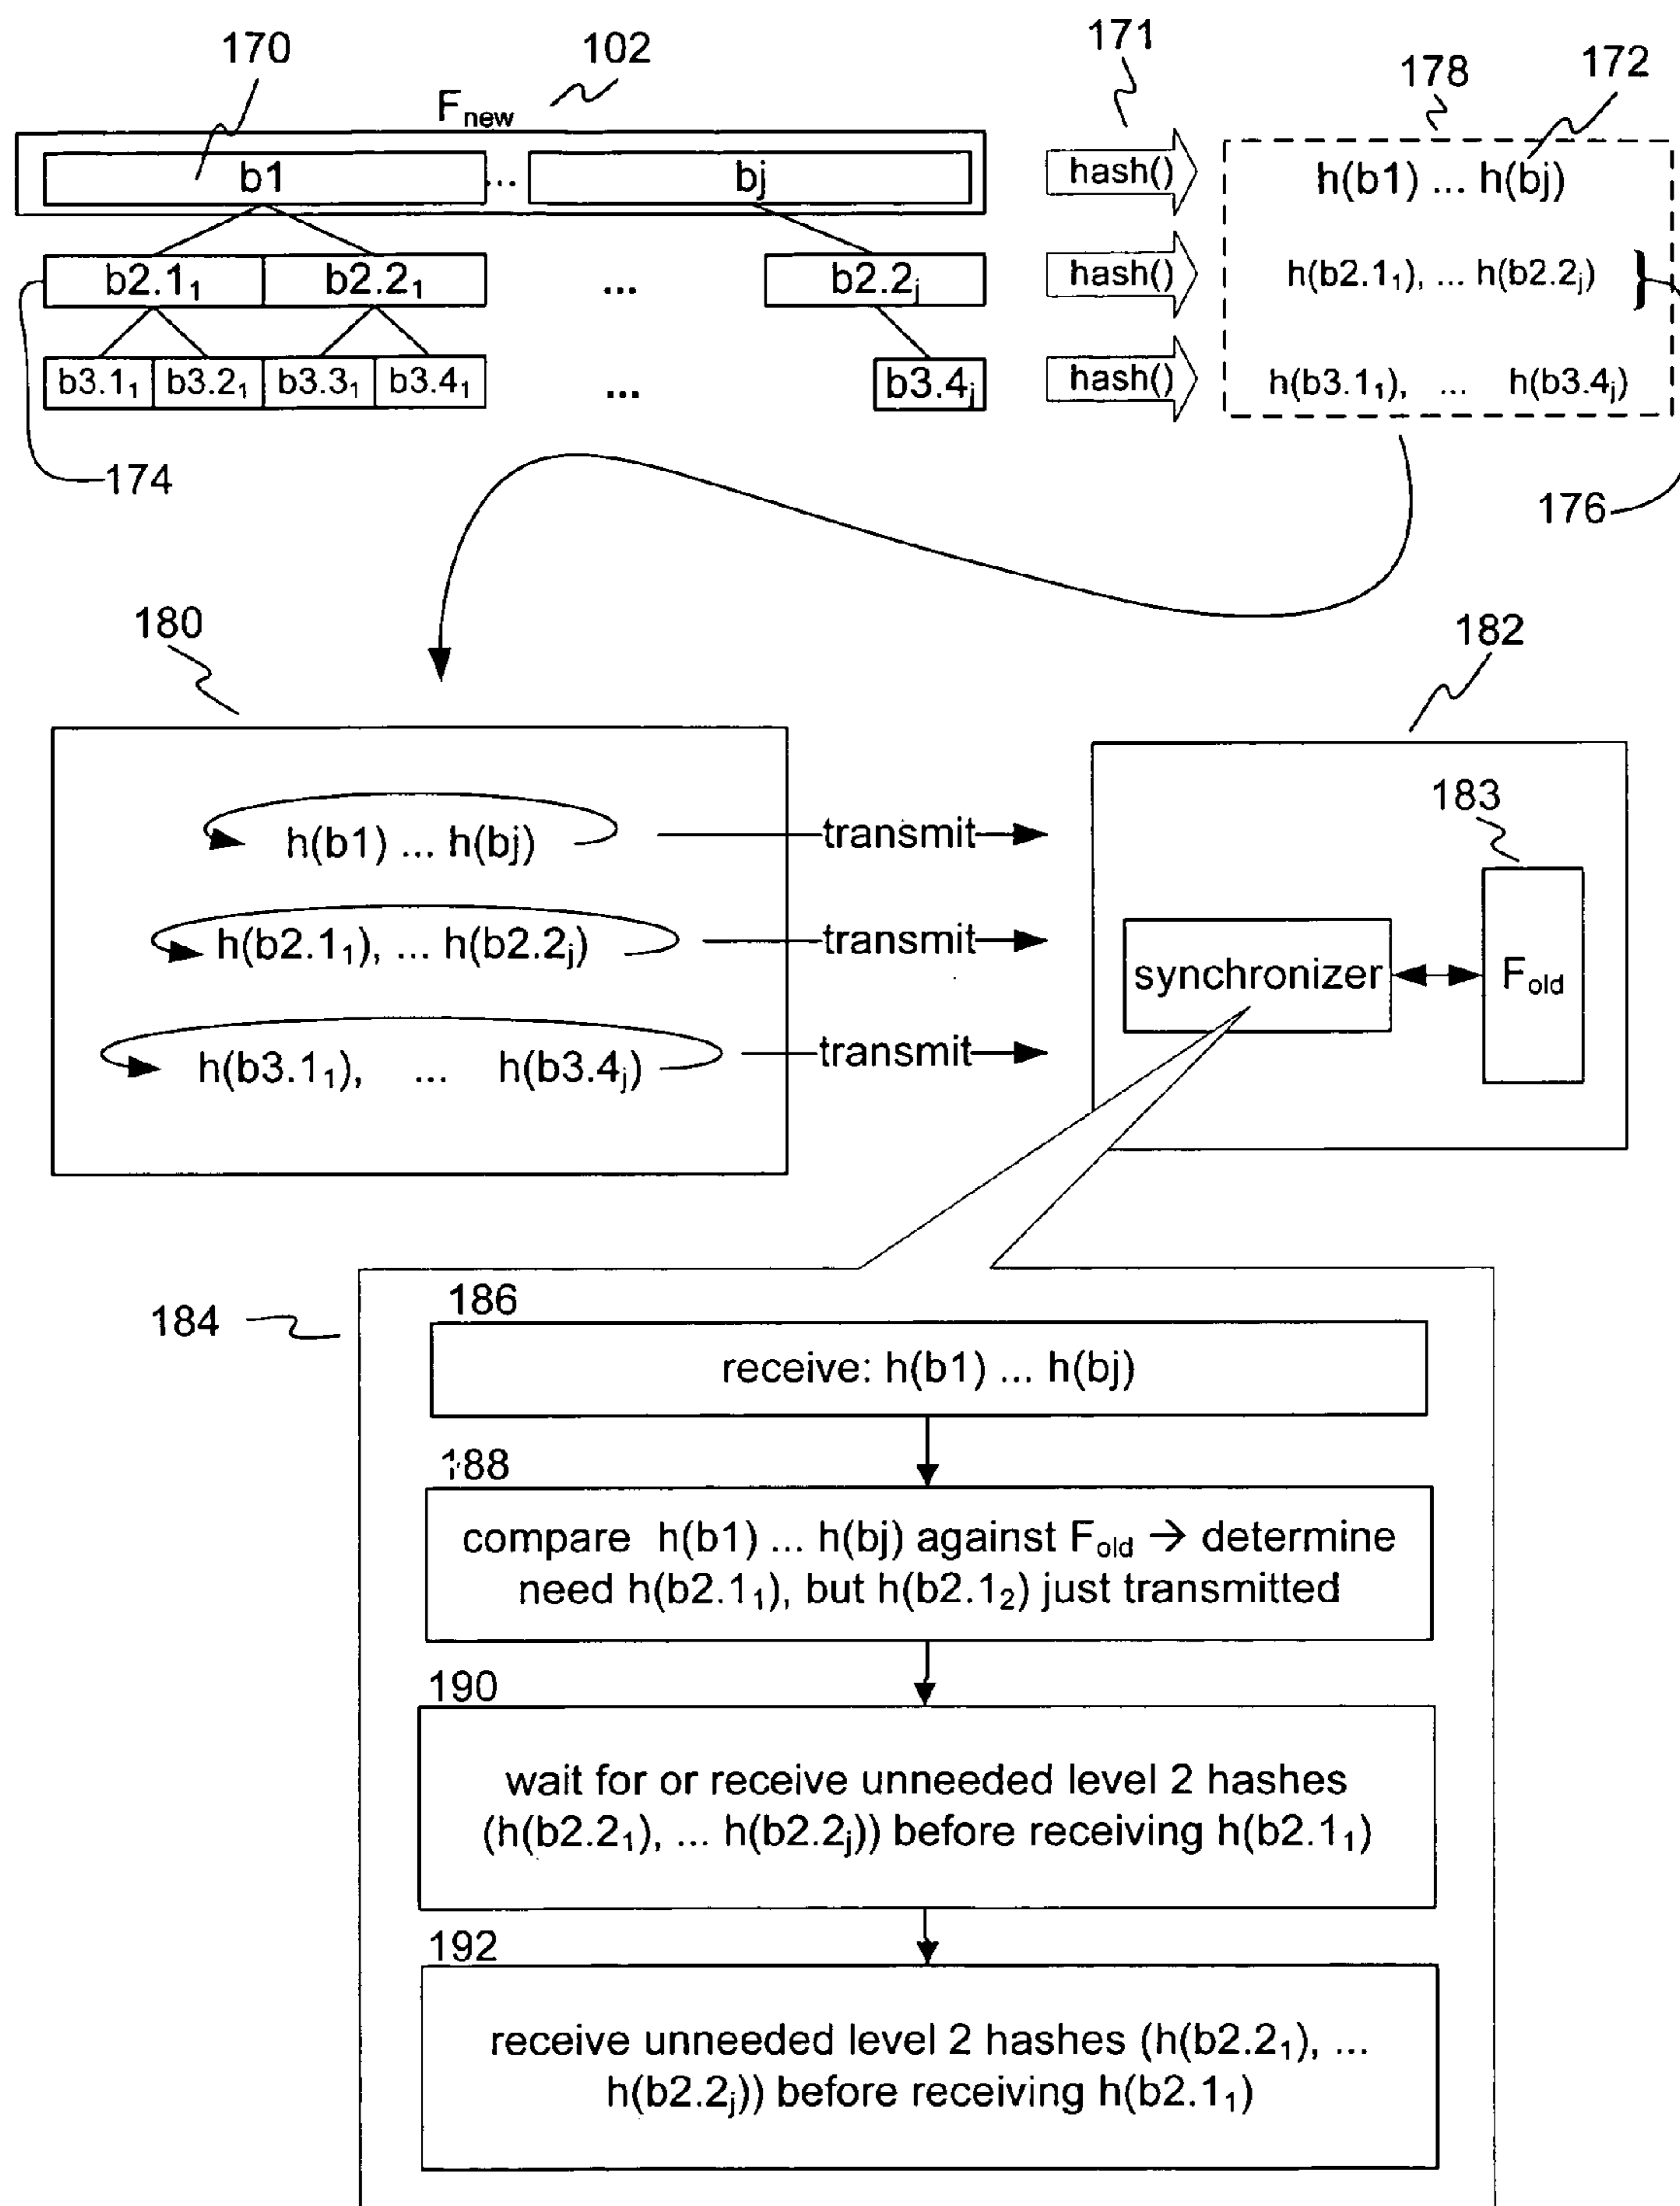 170
102
171
178
172
Fnew
b1
...
bj
hash()
h(b1) ... h(bj)
b2.1₁
b2.2₁
...
b2.2ⱼ
hash()
h(b2.1₁), ... h(b2.2ⱼ)
}
b3.1₁
b3.2₁
b3.3₁
b3.4₁
...
b3.4ⱼ
hash()
h(b3.1₁), ... h(b3.4ⱼ)
174
176
180
182
183
h(b1) ... h(bj)
transmit
h(b2.1₁), ... h(b2.2ⱼ)
transmit
h(b3.1₁), ... h(b3.4ⱼ)
transmit
synchronizer
Fold
184
186
receive: h(b1) ... h(bj)
188
compare h(b1) ... h(bj) against Fold → determine
need h(b2.1₁), but h(b2.1₂) just transmitted
190
wait for or receive unneeded level 2 hashes
(h(b2.2₁), ... h(b2.2ⱼ)) before receiving h(b2.1₁)
192
receive unneeded level 2 hashes (h(b2.2₁), ...
h(b2.2ⱼ)) before receiving h(b2.1₁)